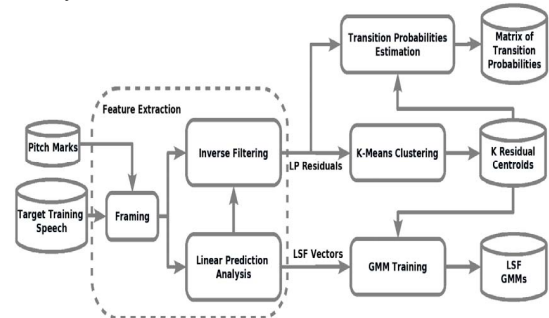 Feature Extraction
Pitch Marks
Target Training
Speech
Framing
Inverse Filtering
Linear Prediction
Analysis
LP Residuals
LSF Vectors
Transition Probabilities
Estimation
Matrix of
Transition
Probabilities
K-Means Clustering
K Residual
Centroids
GMM Training
LSF
GMMs